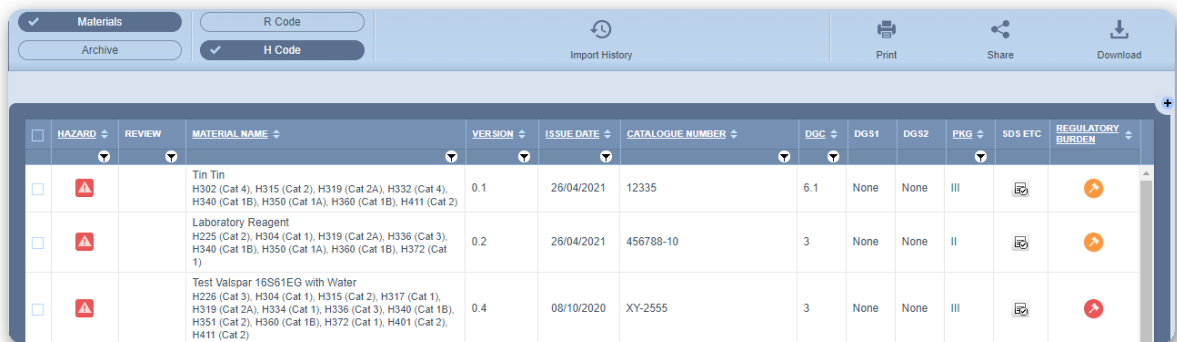 Materials
Archive
R Code
H Code
Import History
Print
Share
Download
HAZARD REVIEW MATERIAL NAME VERSION ISSUE DATE CATALOGUE NUMBER DGC DGS1 DGS2 PKG SDS ETC REGULATORY
BURDEN
Tin Tin
H302 (Cat 4), H315 (Cat 2), H319 (Cat 2A), H332 (Cat 4),
H340 (Cat 1B), H350 (Cat 1A), H360 (Cat 1B), H411 (Cat 2)
0.1 26/04/2021 12335 6.1 None None III
Laboratory Reagent
H225 (Cat 2), H304 (Cat 1), H319 (Cat 2A), H336 (Cat 3),
H340 (Cat 1B), H350 (Cat 1A), H360 (Cat 1B), H372 (Cat
1)
0.2 26/04/2021 456788-10 3 None None II
Test Valspar 16S61EG with Water
H226 (Cat 3), H304 (Cat 1), H315 (Cat 2), H317 (Cat 1),
H319 (Cat 2A), H334 (Cat 1), H336 (Cat 3), H340 (Cat 1B),
H351 (Cat 2), H360 (Cat 1B), H372 (Cat 1), H401 (Cat 2),
H411 (Cat 2)
0.4 08/10/2020 XY-2555 3 None None III